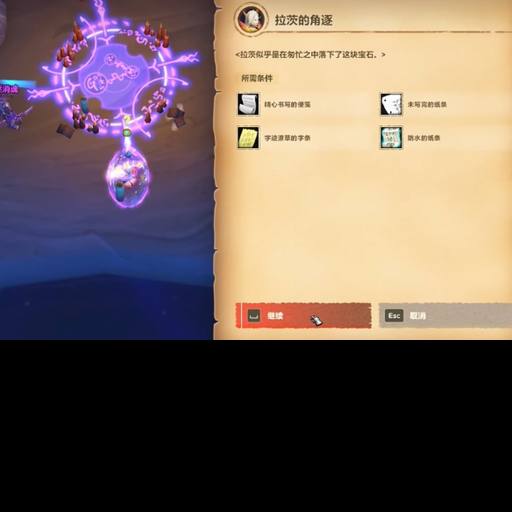 拉茨的角逐
<拉茨似乎是在匆忙之中落下了这块宝石。>
所需条件
精心书写的便笺
未写完的纸条
字迹潦草的字条
防水的纸条
继续
Esc 取消